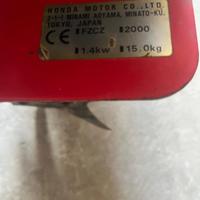 HONDA MOTOR CO.,LTD.
2-1-1 MINAMI AOYAMA, MINATO-KU,
TOKYO, JAPAN
CE FZCZ 2000
1.4kw 15.0kg